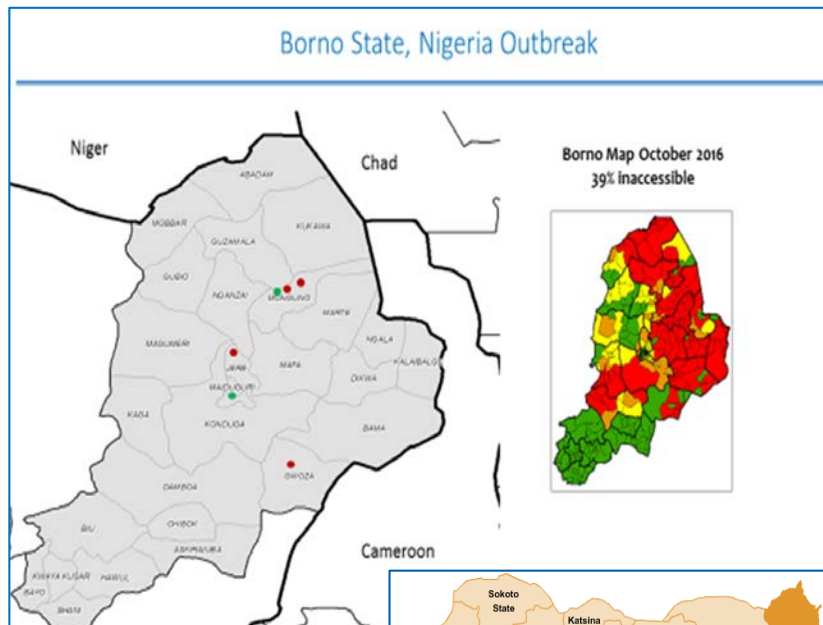 Borno State, Nigeria Outbreak
Niger
Chad
Borno Map October 2016
39% inaccessible
ABADAM
MOBBAR
KUKAWA
GUZAMALA
GUBIO
NGANZAI
MONGUNO
MARTE
NGALA
MAGUMERI
KALABALG
JERE
MAFA
DIKWA
MAIDUGURI
KAGA
KONDUGA
BAMA
GWOZA
DAMBOA
CHIBOK
BIU
ASKIRA/UBA
Cameroon
KWAYA KUSAR
HAWUL
BAYO
SHANI
Sokoto
State
Katsina